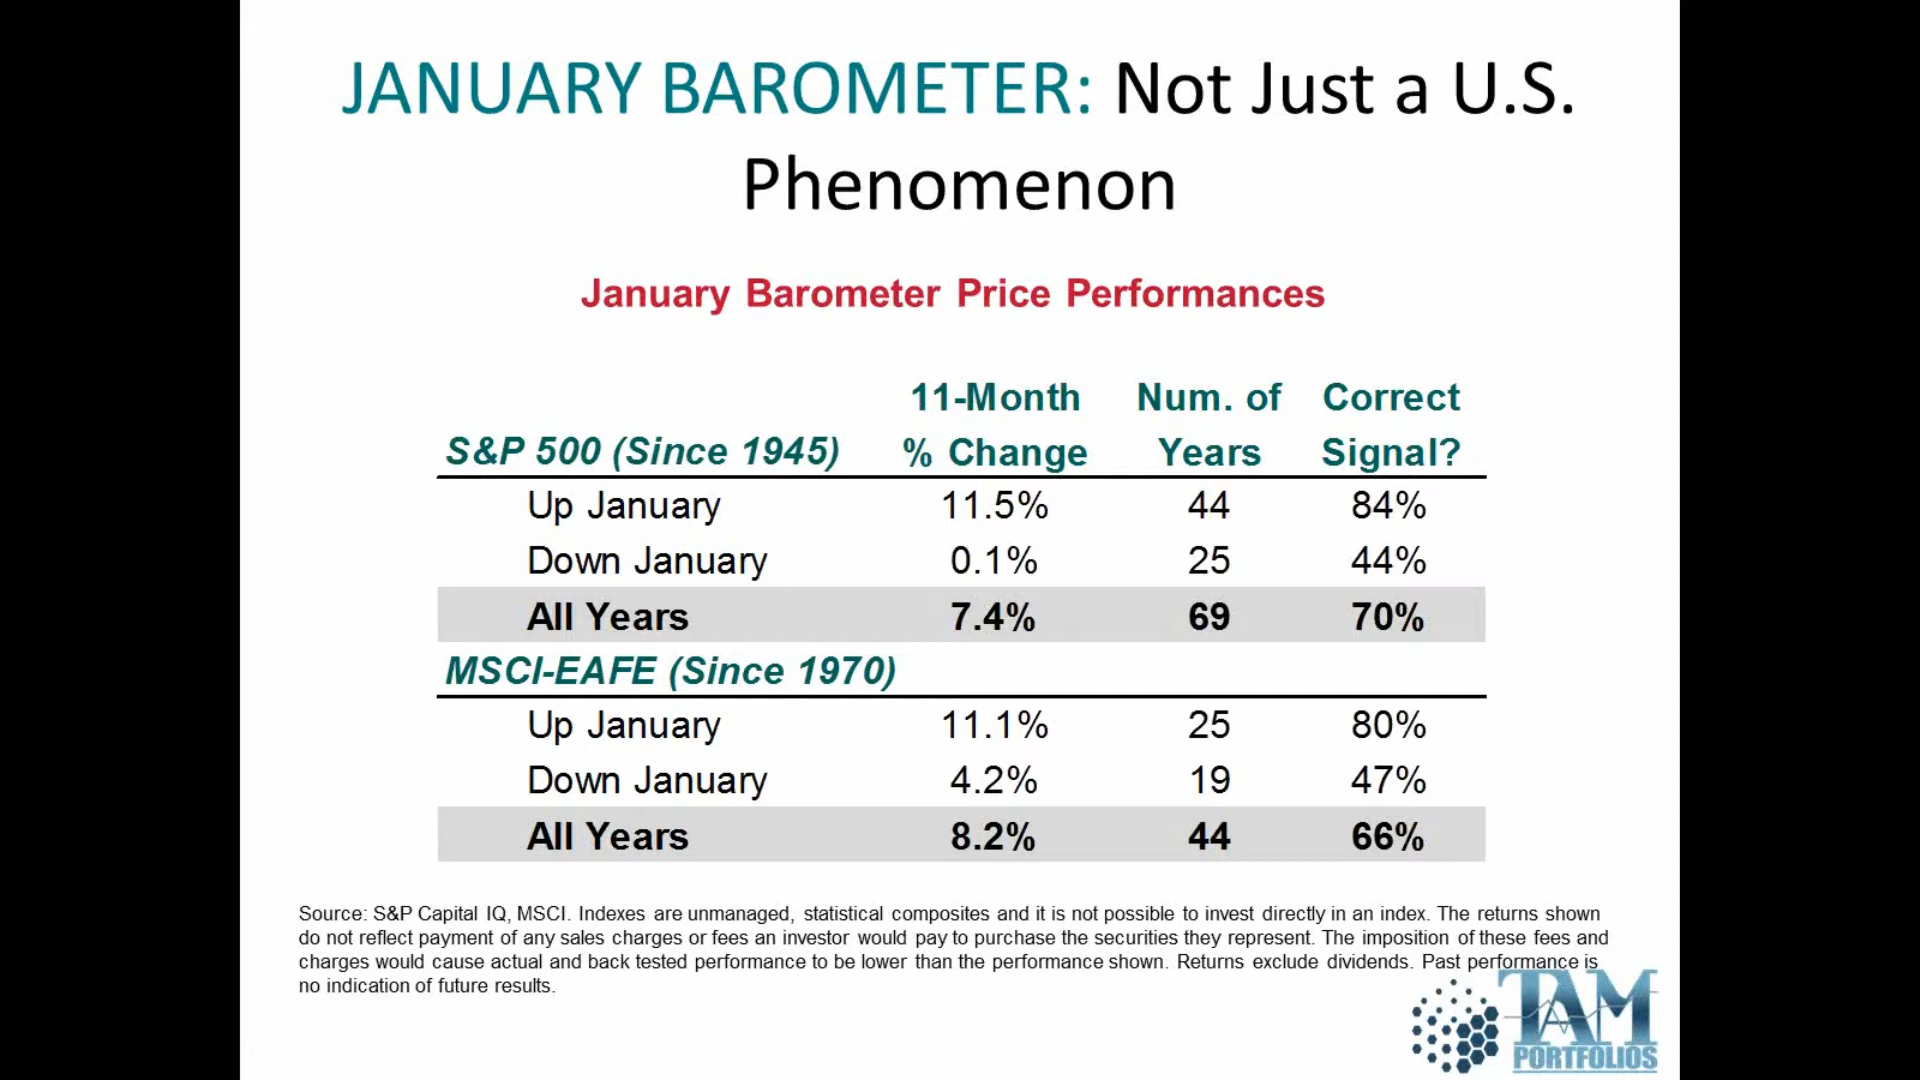 JANUARY BAROMETER: Not Just a U.S.
Phenomenon
January Barometer Price Performances
11-Month Num. of Correct
S&P 500 (Since 1945) % Change Years Signal?
Up January 11.5% 44 84%
Down January 0.1% 25 44%
All Years 7.4% 69 70%
MSCI-EAFE (Since 1970)
Up January 11.1% 25 80%
Down January 4.2% 19 47%
All Years 8.2% 44 66%
Source: S&P Capital IQ, MSCI. Indexes are unmanaged, statistical composites and it is not possible to invest directly in an index. The returns shown
do not reflect payment of any sales charges or fees an investor would pay to purchase the securities they represent. The imposition of these fees and
charges would cause actual and back tested performance to be lower than the performance shown. Returns exclude dividends. Past performance is
no indication of future results.
TAM
PORTFOLIOS